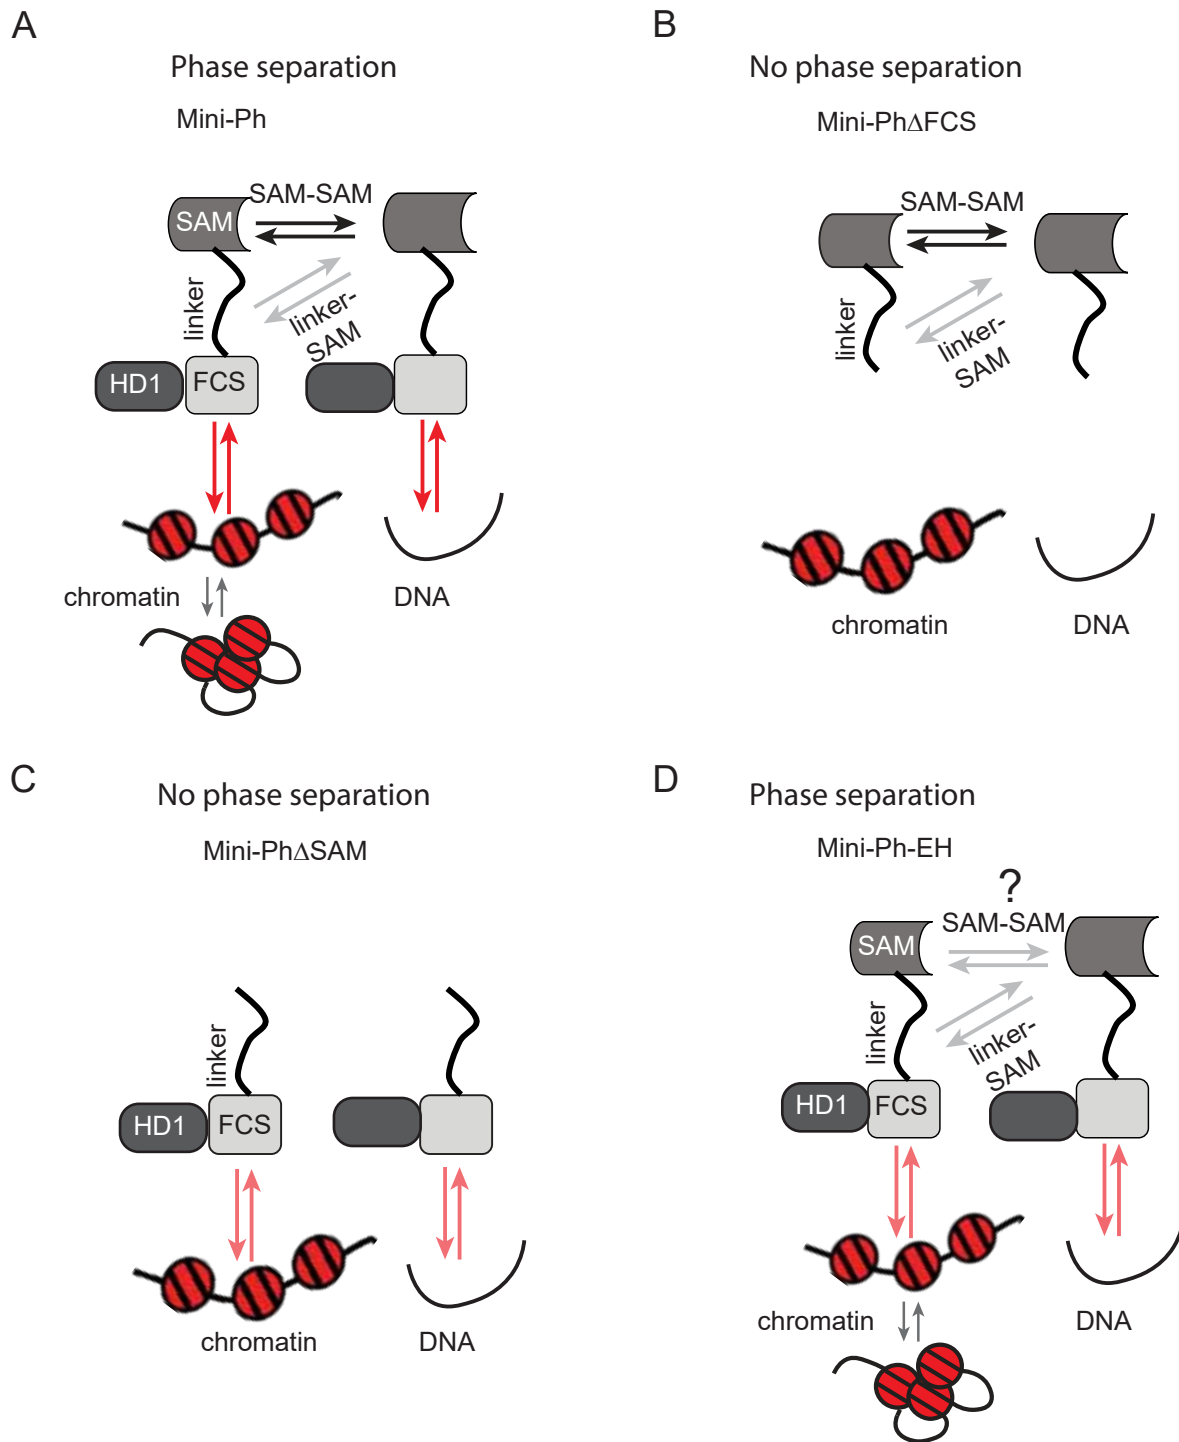 A
Phase separation
Mini-Ph
SAM-SAM
SAM
linker
linker-
SAM
HD1
FCS
chromatin
DNA
B
No phase separation
Mini-PhΔFCS
SAM-SAM
linker
linker-
SAM
chromatin
DNA
C
No phase separation
Mini-PhΔSAM
linker
HD1
FCS
chromatin
DNA
D
Phase separation
Mini-Ph-EH
?
SAM-SAM
SAM
linker
linker-
SAM
HD1
FCS
chromatin
DNA